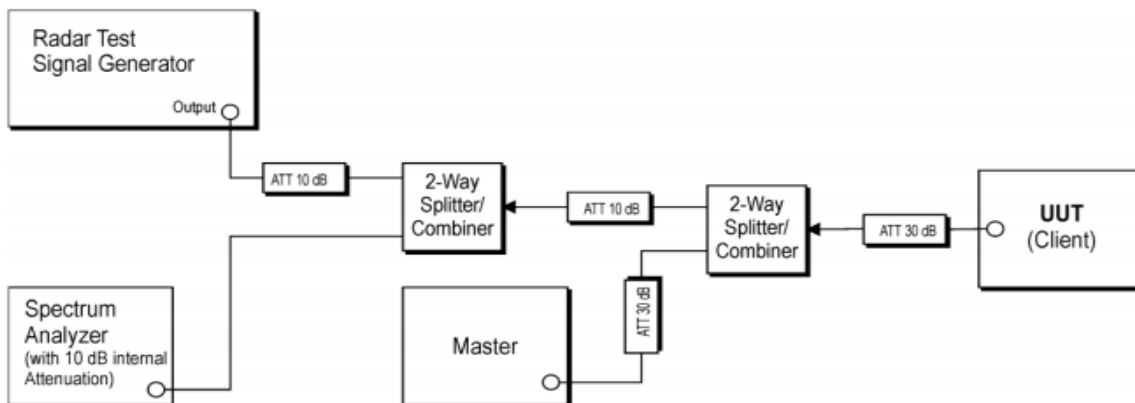 Radar Test
Signal Generator
Output
ATT 10 dB
2-Way
Splitter/
Combiner
ATT 10 dB
2-Way
Splitter/
Combiner
ATT 30 dB
UUT
(Client)
Spectrum
Analyzer
(with 10 dB internal
Attenuation)
Master
ATT 30 dB